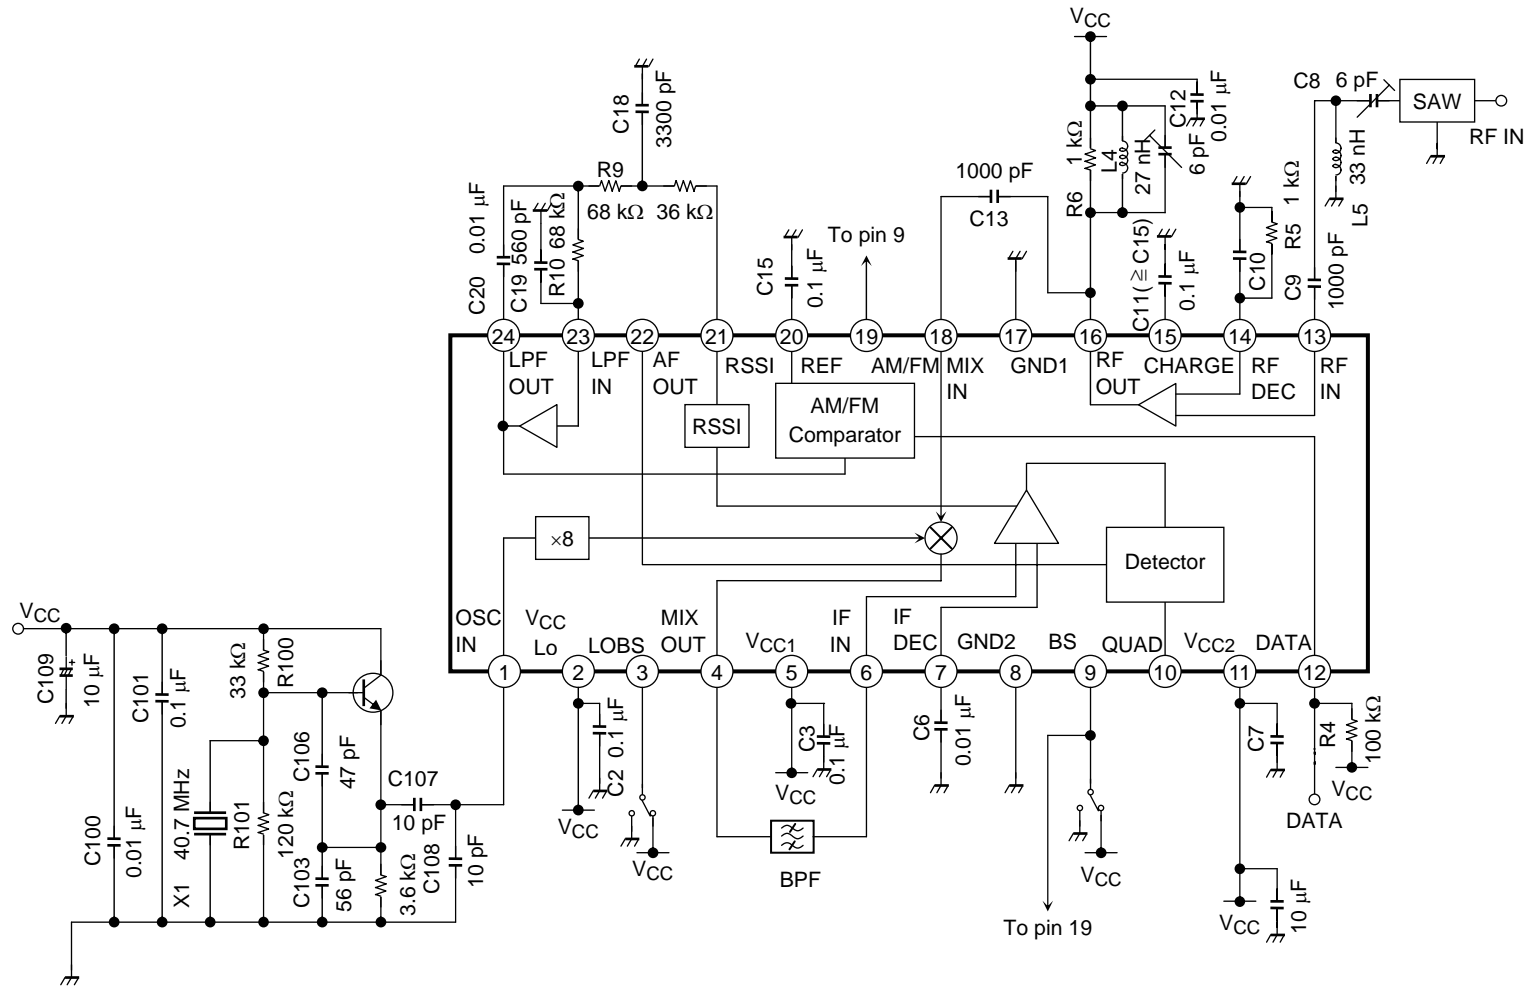 VCC
C18
3300 pF
R9
68 kΩ
36 kΩ
C20
0.01 μF
C19
560 pF
R10
68 kΩ
C15
0.1 μF
To pin 9
1000 pF
C13
R6
1 kΩ
L4
27 nH
6 pF
C12
0.01 μF
C11(≧C15)
0.1 μF
C10
R5
1 kΩ
C9
1000 pF
C8
6 pF
SAW
RF IN
33 nH
L5
24
23
22
21
20
19
18
17
16
15
14
13
LPF
OUT
LPF
IN
AF
OUT
RSSI
REF
AM/FM
MIX
IN
GND1
RF
OUT
CHARGE
RF
DEC
RF
IN
RSSI
AM/FM
Comparator
×8
Detector
OSC
IN
VCC
Lo
LOBS
MIX
OUT
VCC1
IF
IN
IF
DEC
GND2
BS
QUAD
VCC2
DATA
1
2
3
4
5
6
7
8
9
10
11
12
VCC
C109
10 μF
C100
0.01 μF
C101
0.1 μF
X1
40.7 MHz
33 kΩ
R100
R101
120 kΩ
C106
47 pF
C103
56 pF
3.6 kΩ
C107
10 pF
C108
10 pF
C2
0.1 μF
VCC
VCC
C3
0.1 μF
VCC
BPF
C6
0.01 μF
To pin 19
VCC
C7
VCC
10 μF
R4
100 kΩ
VCC
DATA